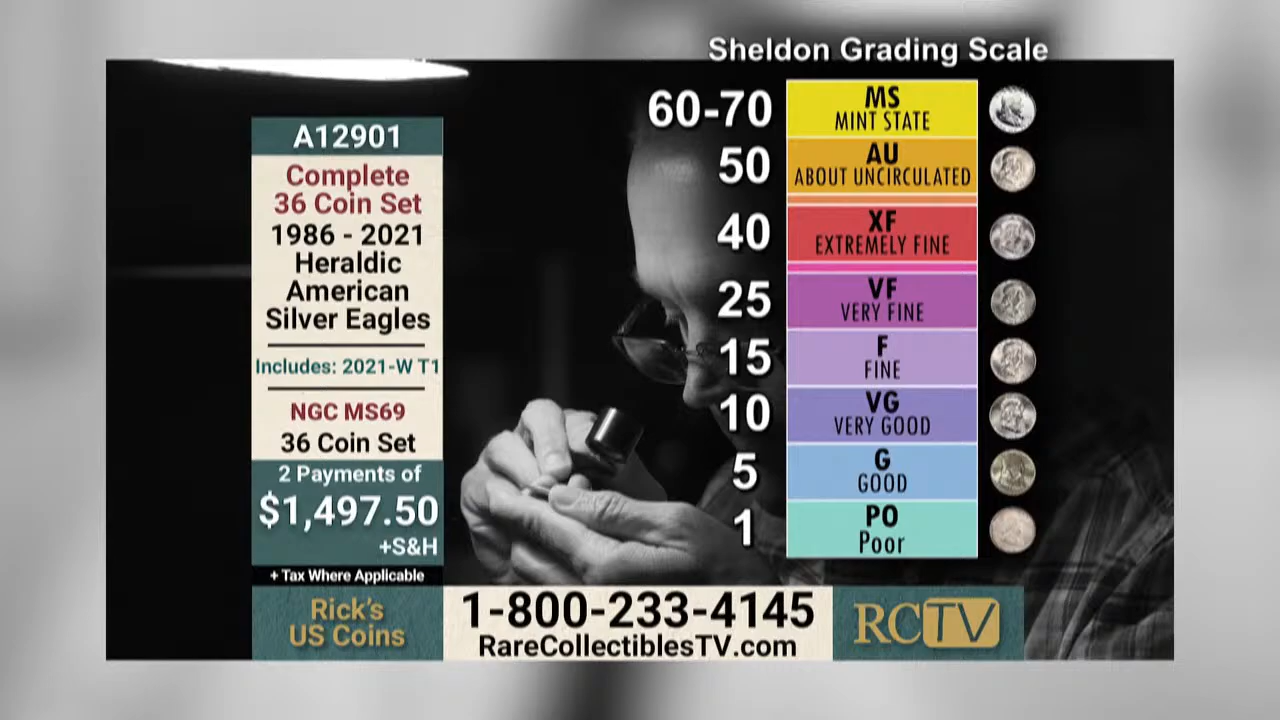 Sheldon Grading Scale
A12901
Complete
36 Coin Set
1986 - 2021
Heraldic
American
Silver Eagles
Includes: 2021-W T1
NGC MS69
36 Coin Set
2 Payments of
$1,497.50
+S&H
+ Tax Where Applicable
60-70
MS
MINT STATE
50
AU
ABOUT UNCIRCULATED
40
XF
EXTREMELY FINE
25
VF
VERY FINE
15
F
FINE
10
VG
VERY GOOD
5
G
GOOD
1
PO
Poor
Rick's
US Coins
1-800-233-4145
RareCollectiblesTV.com
RCTV